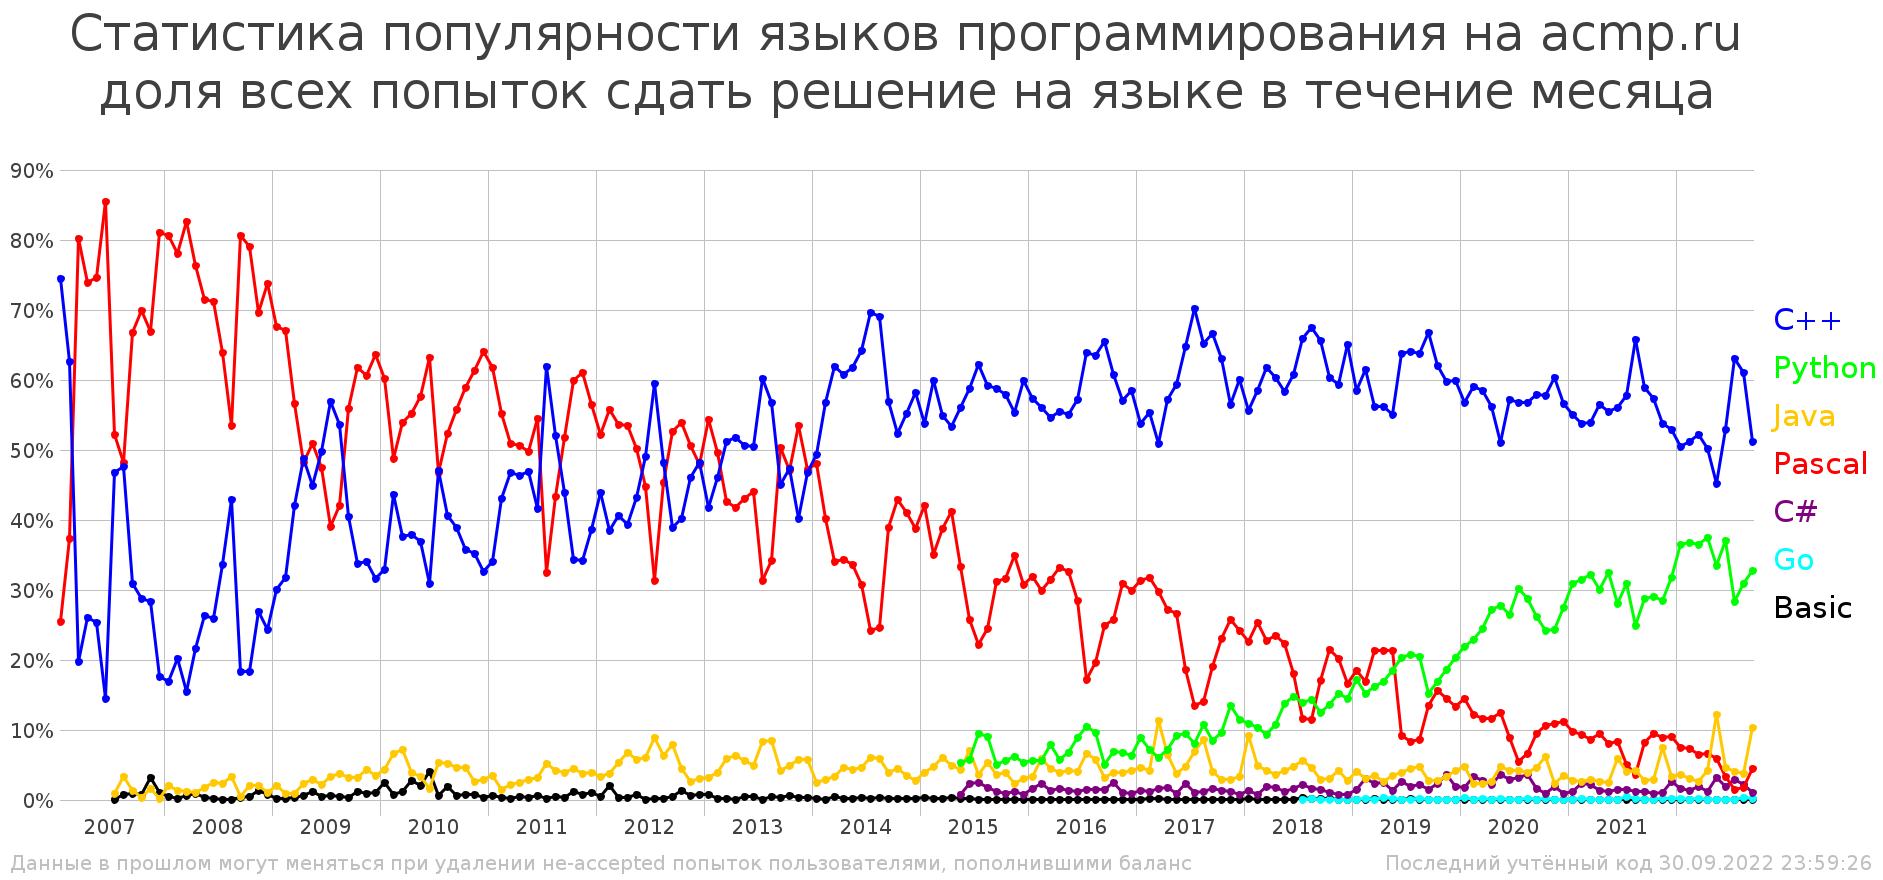 Статистика популярности языков программирования на acmp.ru
доля всех попыток сдать решение на языке в течение месяца
90%
80%
70%
60%
50%
40%
30%
20%
10%
0%
C++
Python
Java
Pascal
C#
Go
Basic
2007 2008 2009 2010 2011 2012 2013 2014 2015 2016 2017 2018 2019 2020 2021
Данные в прошлом могут меняться при удалении не-accepted попыток пользователями, пополнившими баланс
Последний учтённый код 30.09.2022 23:59:26